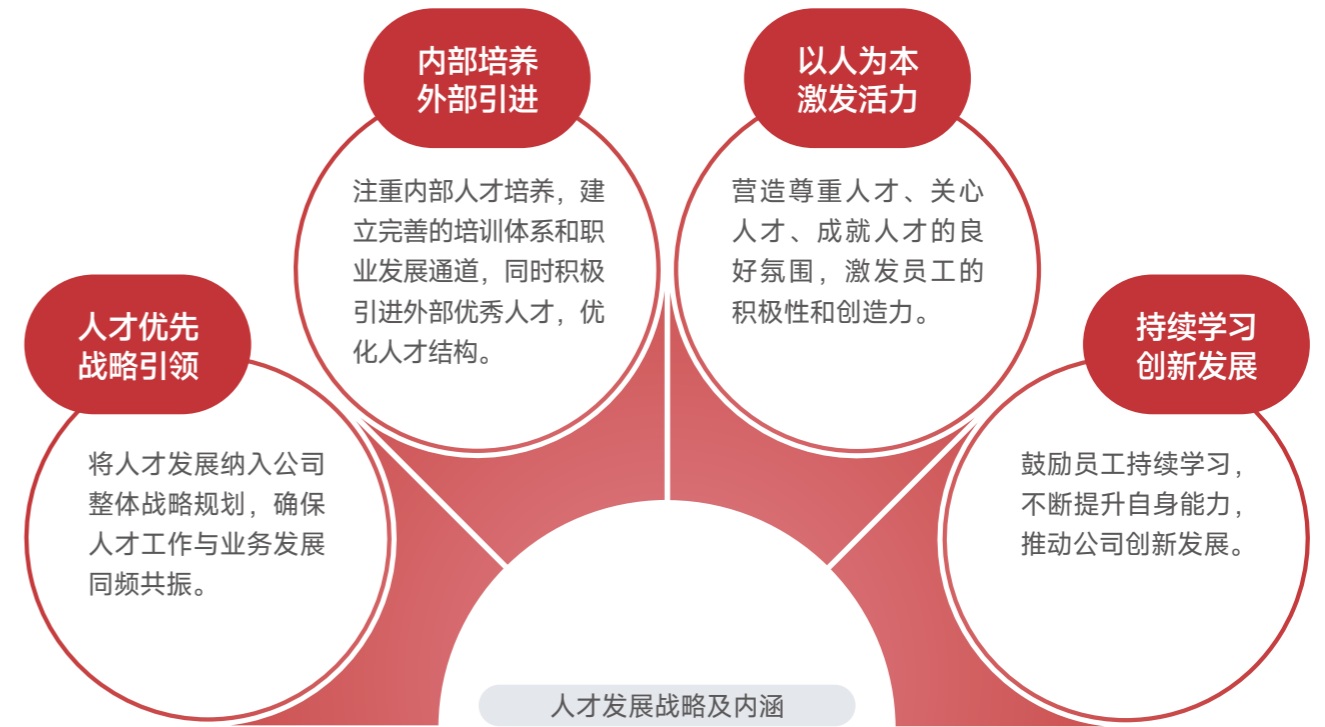 人才优先
战略引领
将人才发展纳入公司
整体战略规划，确保
人才工作与业务发展
同频共振。
内部培养
外部引进
注重内部人才培养，建
立完善的培训体系和职
业发展通道，同时积极
引进外部优秀人才，优
化人才结构。
以人为本
激发活力
营造尊重人才、关心
人才、成就人才的良
好氛围，激发员工的
积极性和创造力。
持续学习
创新发展
鼓励员工持续学习，
不断提升自身能力，
推动公司创新发展。
人才发展战略及内涵